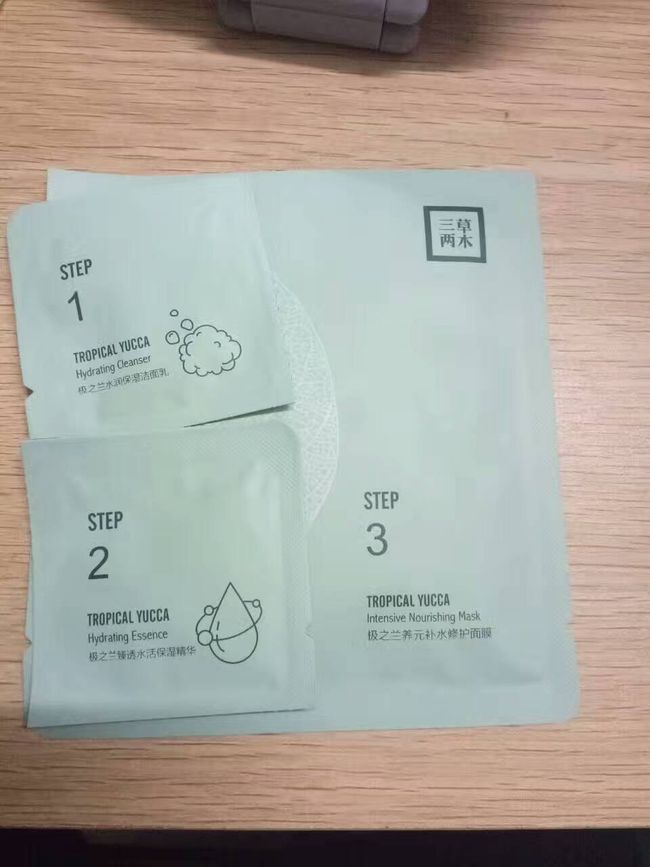 STEP
1
TROPICAL YUCCA
Hydrating Cleanser
极之兰水润保湿洁面乳
STEP
2
TROPICAL YUCCA
Hydrating Essence
极之兰臻透水活保湿精华
三草
两木
STEP
3
TROPICAL YUCCA
Intensive Nourishing Mask
极之兰养元补水修护面膜